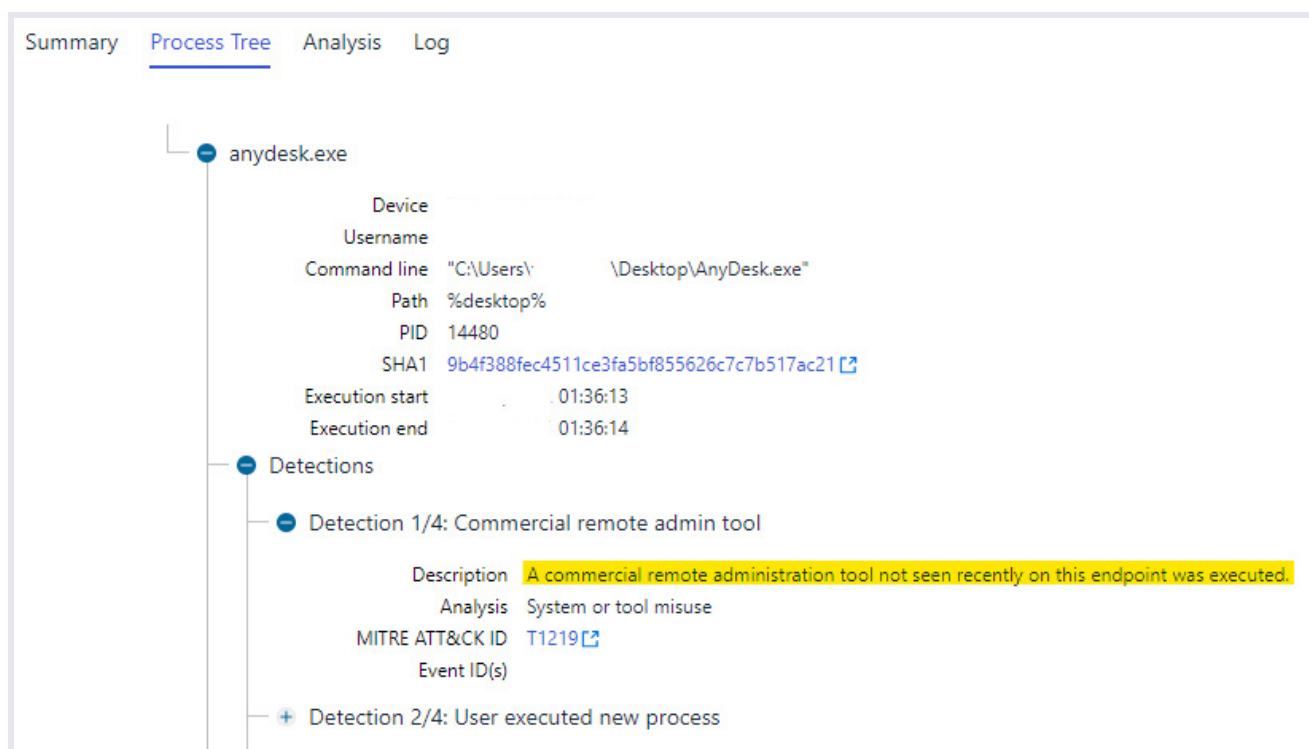 Summary Process Tree Analysis Log
anydesk.exe
Device
Username
Command line "C:\Users\ \Desktop\AnyDesk.exe"
Path %desktop%
PID 14480
SHA1 9b4f388fec4511ce3fa5bf855626c7c7b517ac21
Execution start 01:36:13
Execution end 01:36:14
Detections
Detection 1/4: Commercial remote admin tool
Description A commercial remote administration tool not seen recently on this endpoint was executed.
Analysis System or tool misuse
MITRE ATT&CK ID T1219
Event ID(s)
Detection 2/4: User executed new process